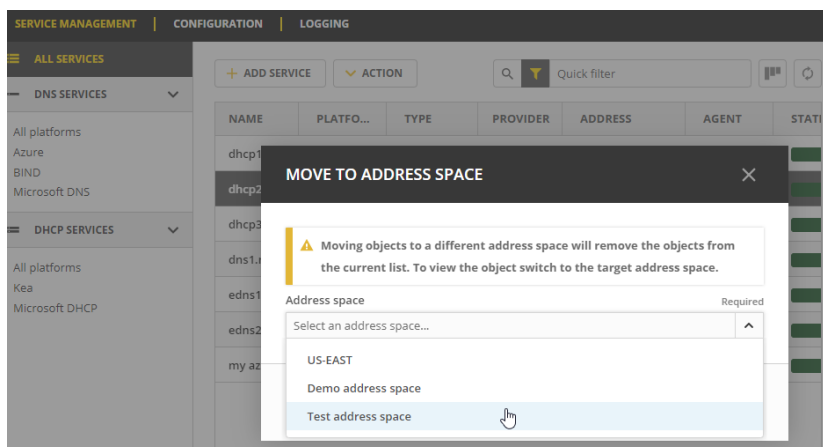 SERVICE MANAGEMENT | CONFIGURATION | LOGGING
ALL SERVICES
+ ADD SERVICE
ACTION
Quick filter
DNS SERVICES
All platforms
Azure
BIND
Microsoft DNS
DHCP SERVICES
All platforms
Kea
Microsoft DHCP
NAME PLATFO... TYPE PROVIDER ADDRESS AGENT STATI
dhcp1
dhcp2
dhcp3
dns1.
edns1
edns2
my az
MOVE TO ADDRESS SPACE
Moving objects to a different address space will remove the objects from
the current list. To view the object switch to the target address space.
Address space Required
Select an address space...
US-EAST
Demo address space
Test address space